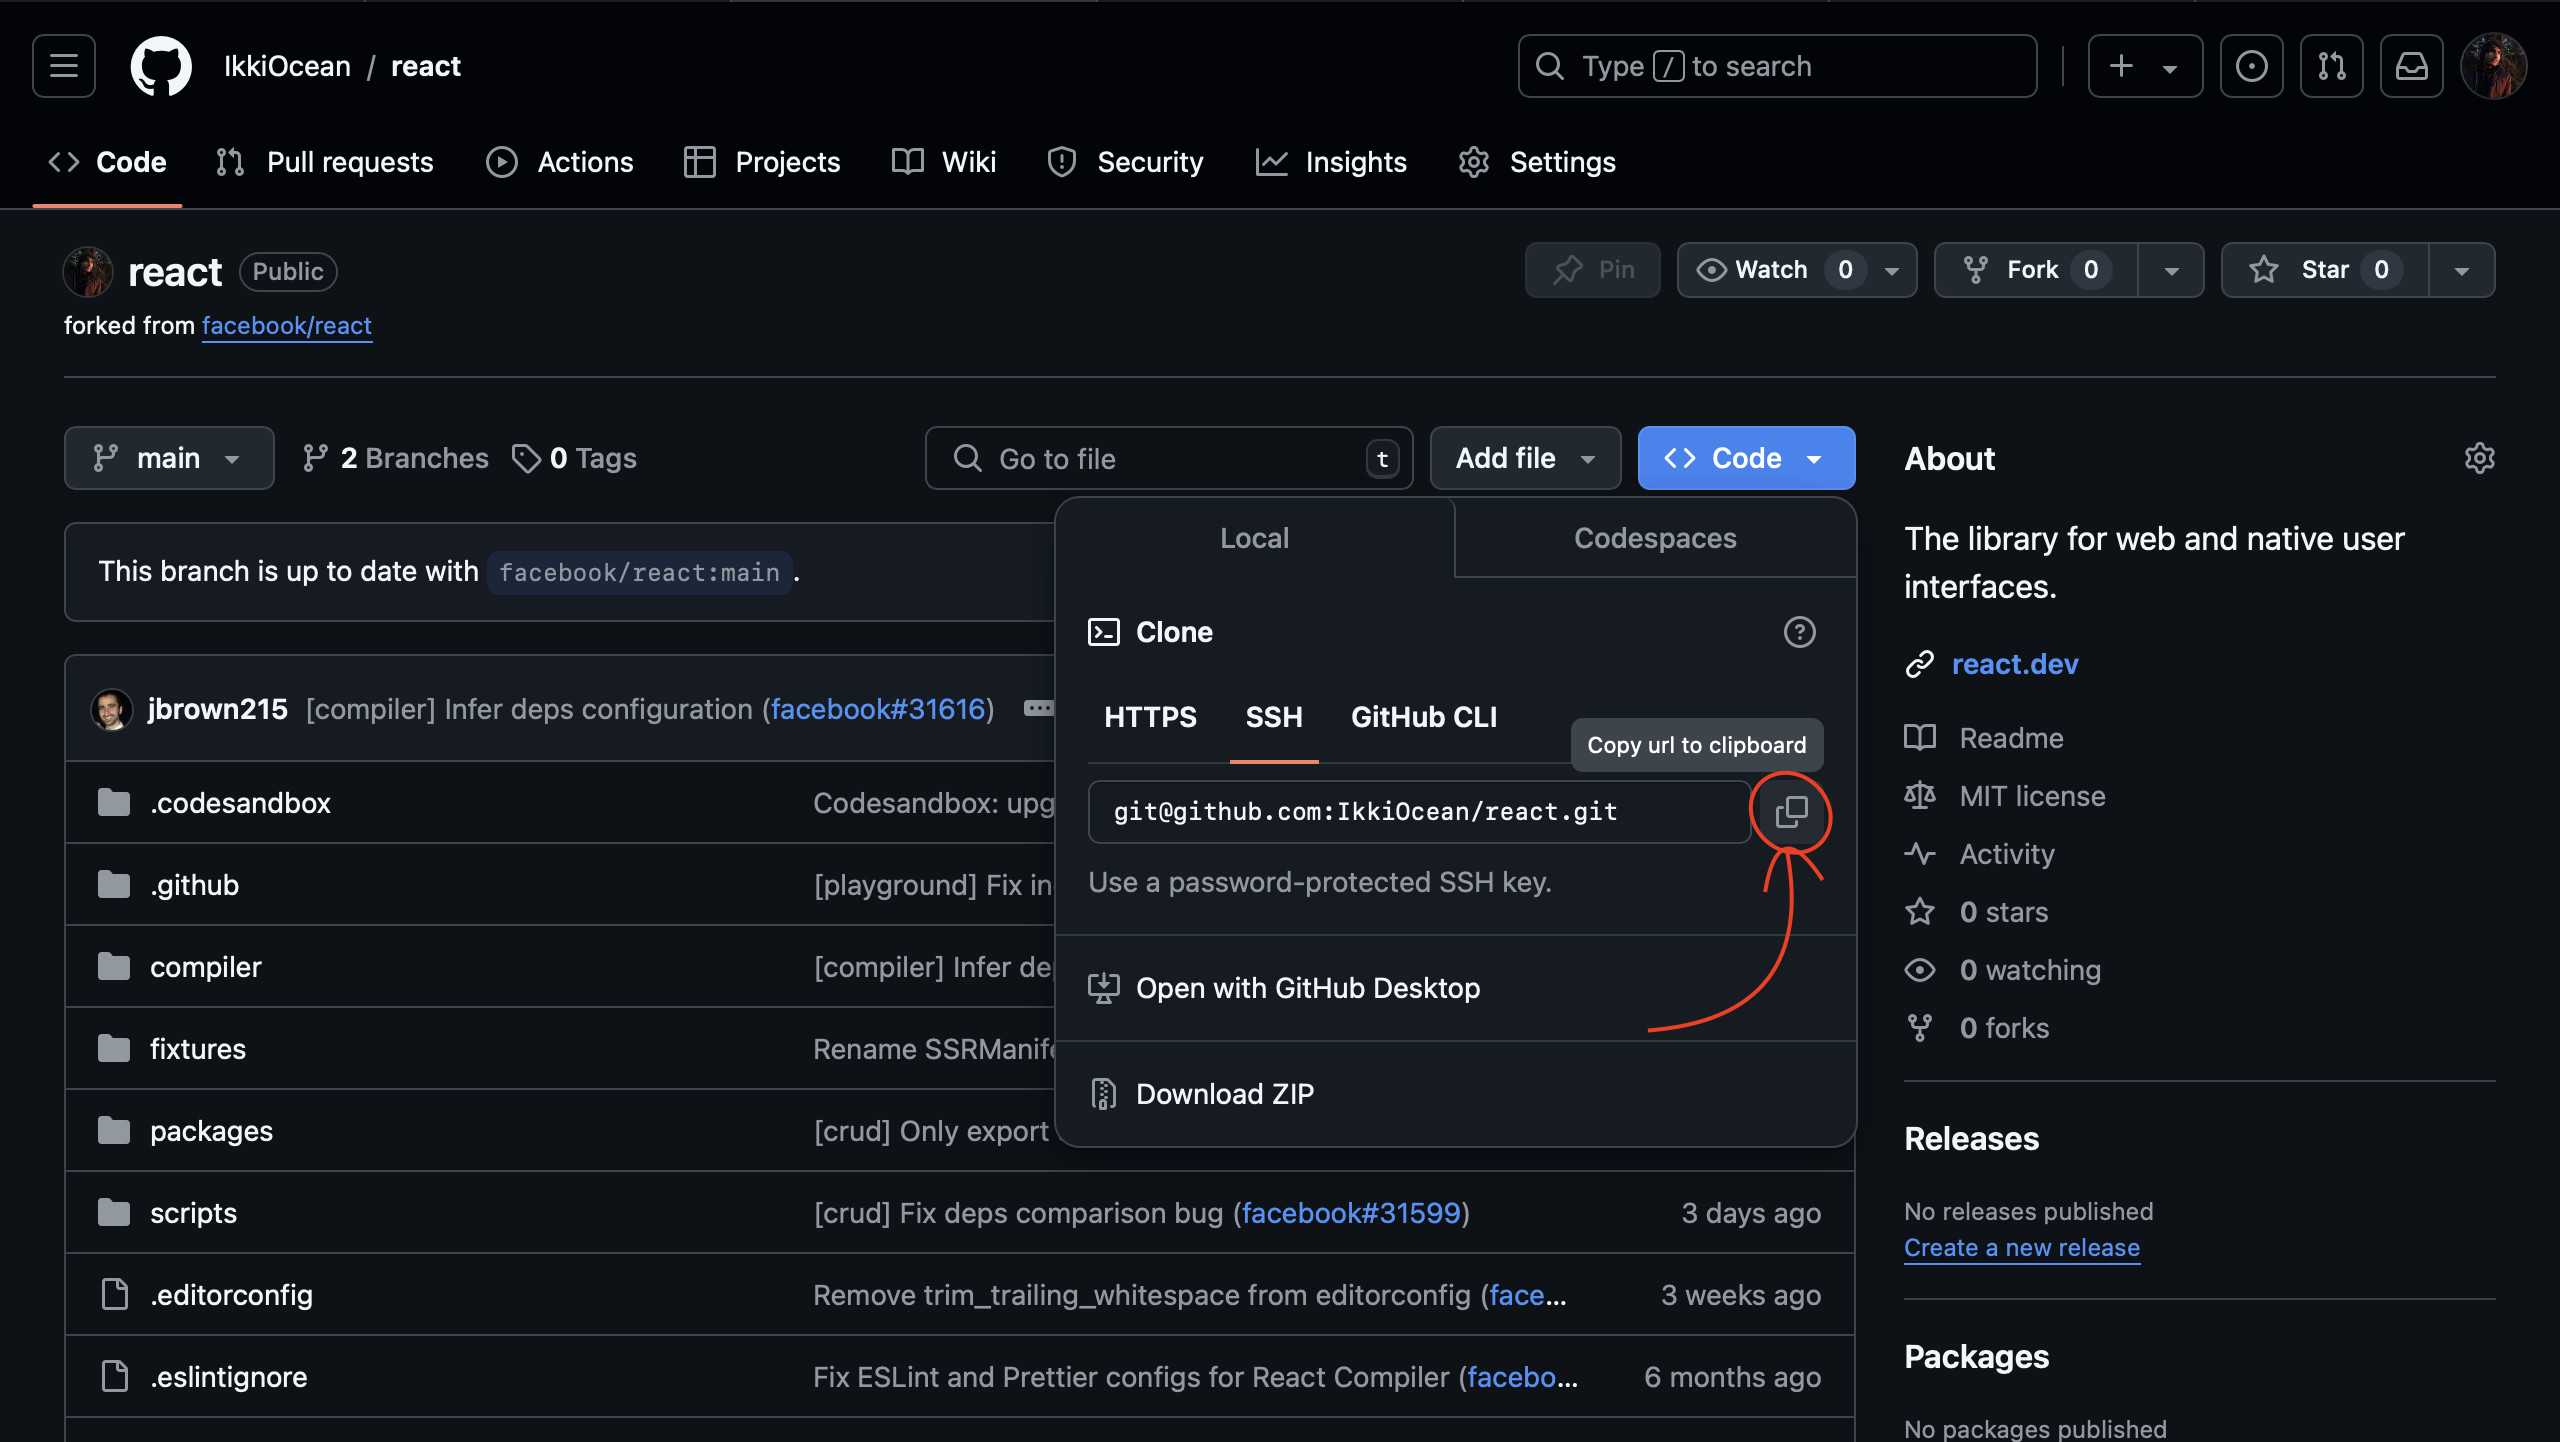 IkkiOcean / react
Type / to search
Code
Pull requests
Actions
Projects
Wiki
Security
Insights
Settings
react Public
forked from facebook/react
Pin
Watch 0
Fork 0
Star 0
main
2 Branches
0 Tags
Go to file t
Add file
Code
This branch is up to date with facebook/react:main .
Local
Codespaces
Clone
HTTPS
SSH
GitHub CLI
Copy url to clipboard
git@github.com:IkkiOcean/react.git
Use a password-protected SSH key.
Open with GitHub Desktop
Download ZIP
jbrown215 [compiler] Infer deps configuration (facebook#31616)
.codesandbox Codesandbox: upg
.github [playground] Fix in
compiler [compiler] Infer de
fixtures Rename SSRManife
packages [crud] Only export
scripts [crud] Fix deps comparison bug (facebook#31599) 3 days ago
.editorconfig Remove trim_trailing_whitespace from editorconfig (face... 3 weeks ago
.eslintignore Fix ESLint and Prettier configs for React Compiler (facebo... 6 months ago
About
The library for web and native user
interfaces.
react.dev
Readme
MIT license
Activity
0 stars
0 watching
0 forks
Releases
No releases published
Create a new release
Packages
No packages published